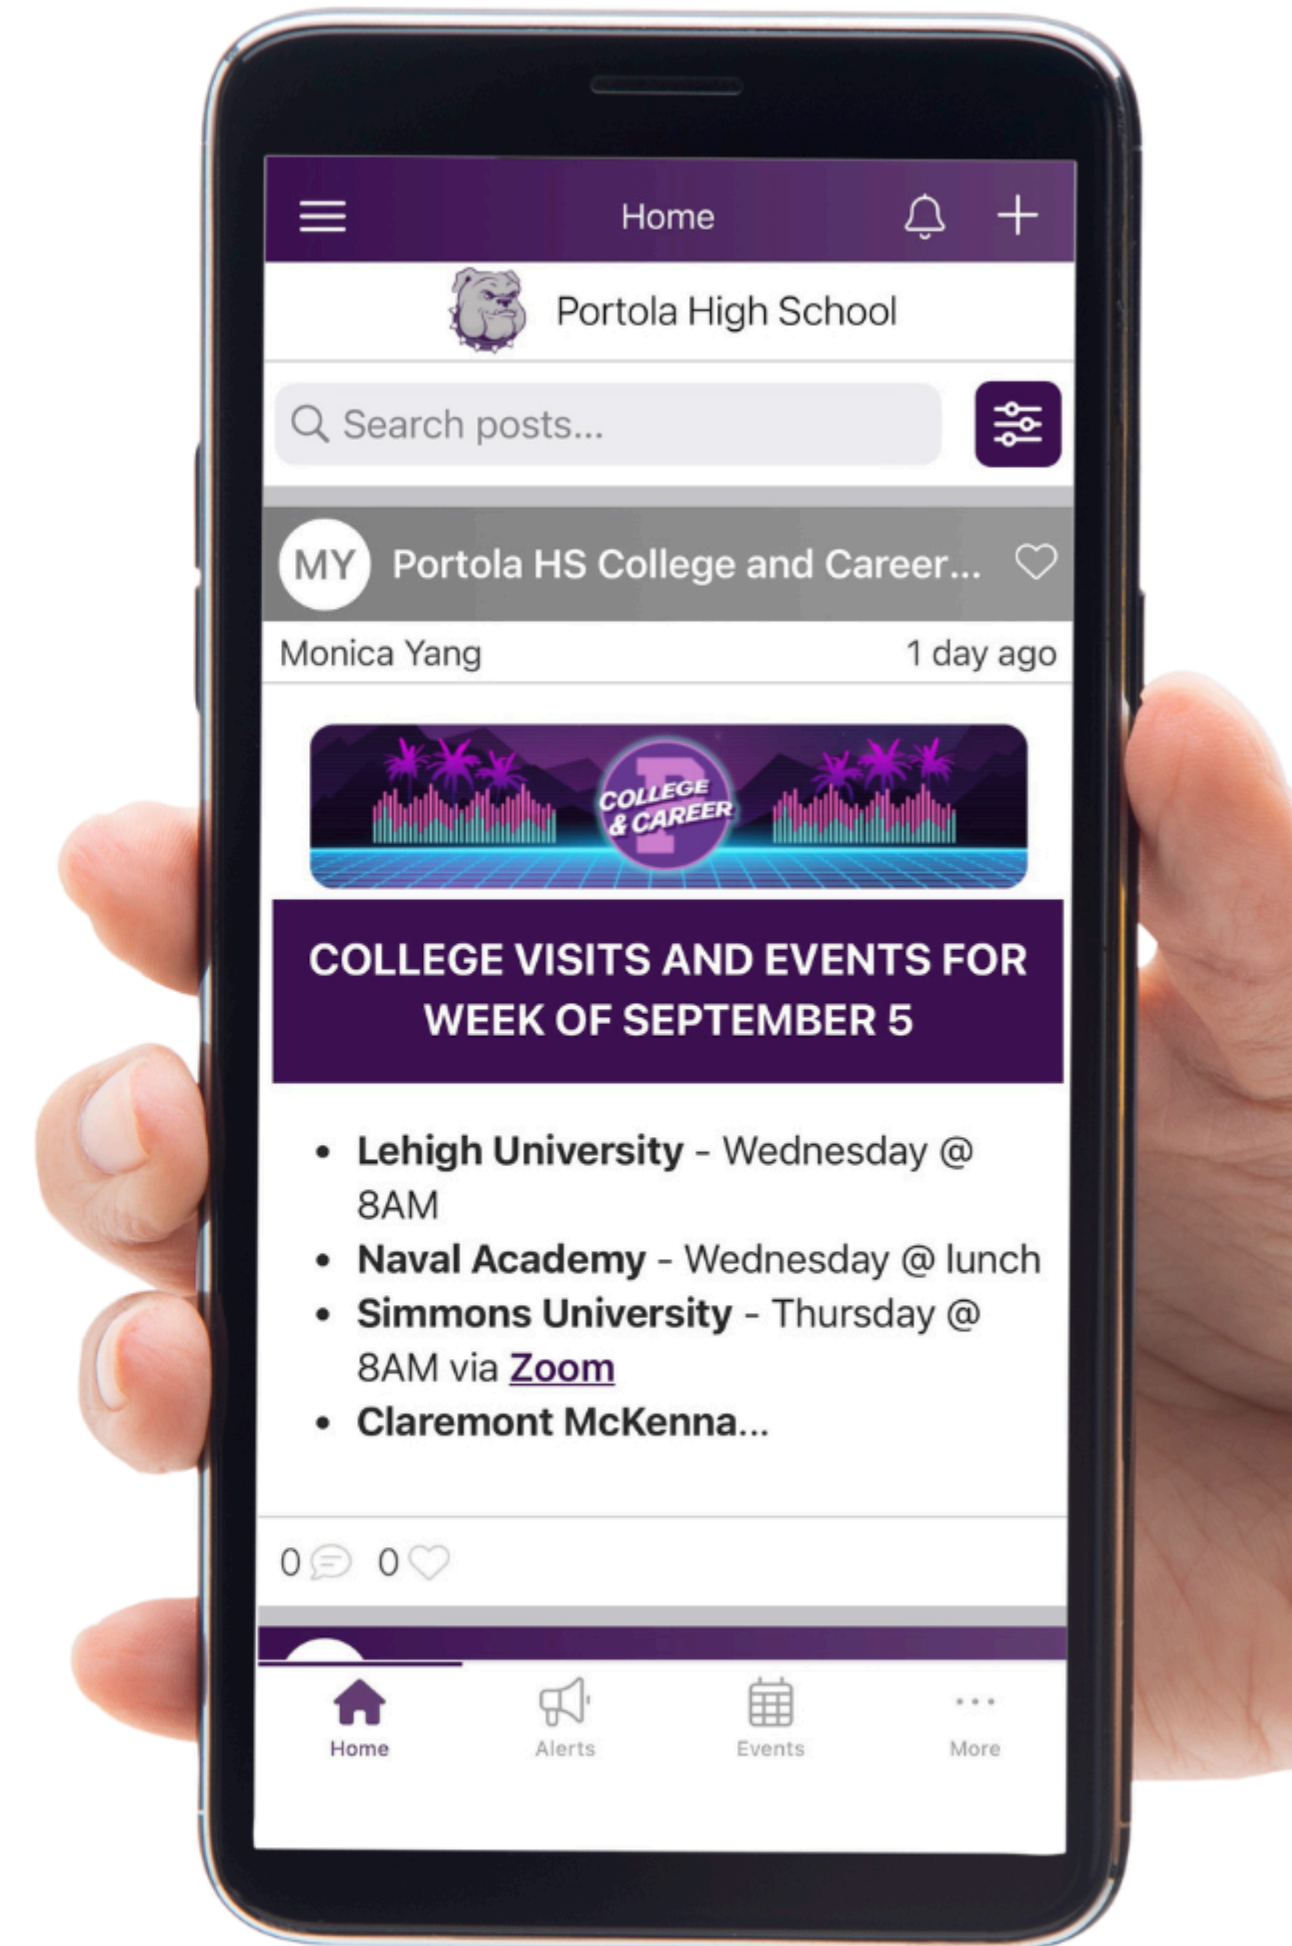 Home
Portola High School
Search posts...
MY Portola HS College and Career...
Monica Yang 1 day ago
COLLEGE
& CAREER
COLLEGE VISITS AND EVENTS FOR
WEEK OF SEPTEMBER 5
• Lehigh University - Wednesday @
8AM
• Naval Academy - Wednesday @ lunch
• Simmons University - Thursday @
8AM via Zoom
• Claremont McKenna...
0 0
Home Alerts Events More